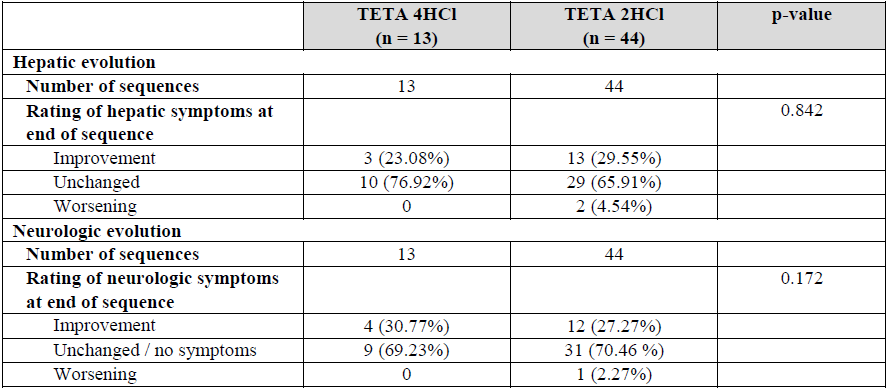 TETA 4HCl TETA 2HCl p-value
(n = 13) (n = 44)
Hepatic evolution
Number of sequences 13 44
Rating of hepatic symptoms at 0.842
end of sequence
Improvement 3 (23.08%) 13 (29.55%)
Unchanged 10 (76.92%) 29 (65.91%)
Worsening 0 2 (4.54%)
Neurologic evolution
Number of sequences 13 44
Rating of neurologic symptoms 0.172
at end of sequence
Improvement 4 (30.77%) 12 (27.27%)
Unchanged / no symptoms 9 (69.23%) 31 (70.46 %)
Worsening 0 1 (2.27%)